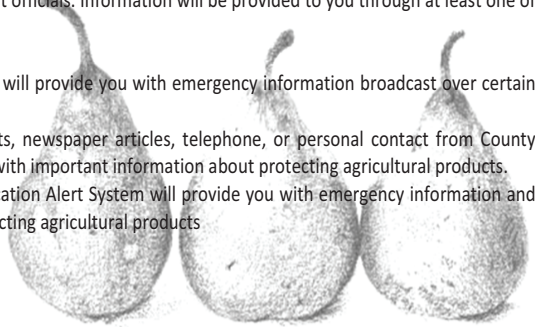 t officials. Information will be provided to you through at least one of
will provide you with emergency information broadcast over certain
ts, newspaper articles, telephone, or personal contact from County
with important information about protecting agricultural products.
ation Alert System will provide you with emergency information and
cting agricultural products